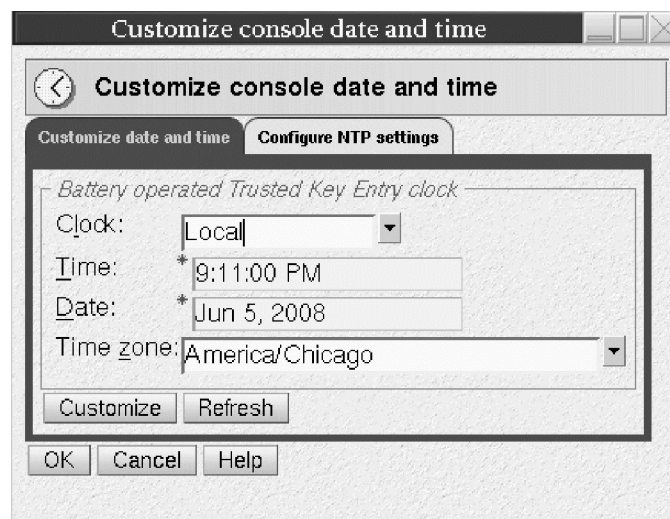 Customize console date and time
Customize console date and time
Customize date and time Configure NTP settings
Battery operated Trusted Key Entry clock
Clock: Local
Time: * 9:11:00 PM
Date: * Jun 5, 2008
Time zone: America/Chicago
Customize Refresh
OK Cancel Help